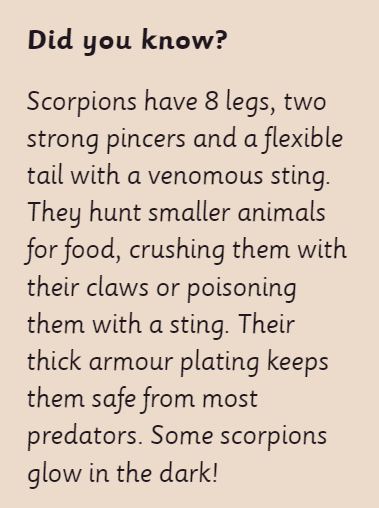 Did you know?
Scorpions have 8 legs, two
strong pincers and a flexible
tail with a venomous sting.
They hunt smaller animals
for food, crushing them with
their claws or poisoning
them with a sting. Their
thick armour plating keeps
them safe from most
predators. Some scorpions
glow in the dark!